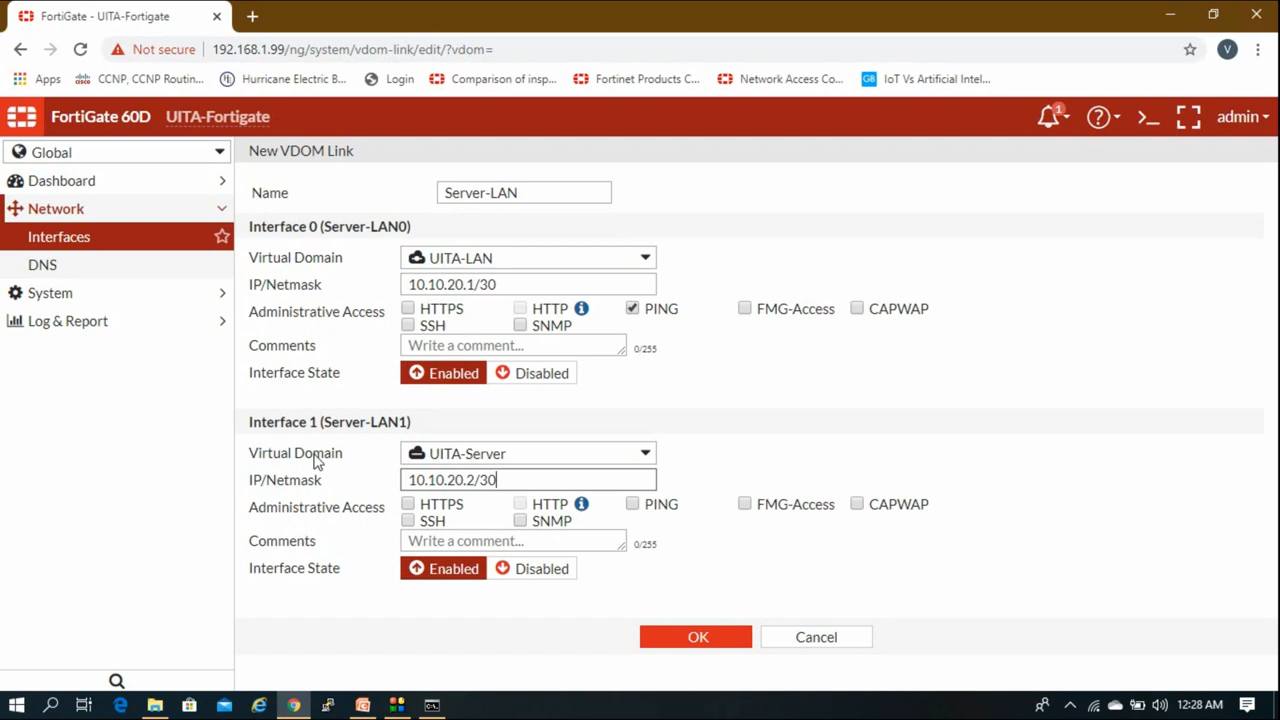 FortiGate - UITA-Fortigate
Not secure 192.168.1.99/ng/system/vdom-link/edit/?vdom= V
Apps CCNP, CCNP Routin... Hurricane Electric B... Login Comparison of insp... Fortinet Products C... Network Access Co... GB IoT Vs Artificial Intel...
FortiGate 60D UITA-Fortigate 1 admin
Global
Dashboard
Network
Interfaces
DNS
System
Log & Report
New VDOM Link
Name Server-LAN
Interface 0 (Server-LAN0)
Virtual Domain UITA-LAN
IP/Netmask 10.10.20.1/30
Administrative Access HTTPS HTTP PING FMG-Access CAPWAP
SSH SNMP
Comments Write a comment... 0/255
Interface State Enabled Disabled
Interface 1 (Server-LAN1)
Virtual Domain UITA-Server
IP/Netmask 10.10.20.2/30
Administrative Access HTTPS HTTP PING FMG-Access CAPWAP
SSH SNMP
Comments Write a comment... 0/255
Interface State Enabled Disabled
OK Cancel
12:28 AM